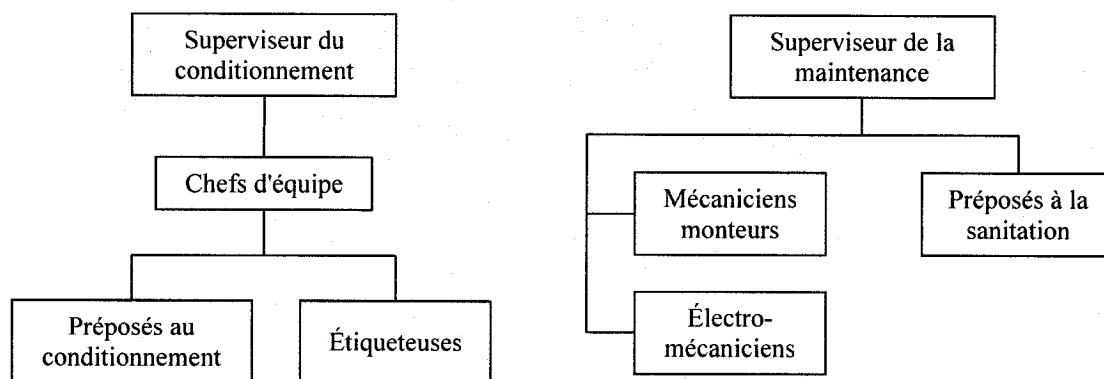 Superviseur du
conditionnement
Chefs d'équipe
Préposés au
conditionnement
Étiqueteuses
Superviseur de la
maintenance
Mécaniciens
monteurs
Préposés à la
sanitation
Électro-
mécaniciens